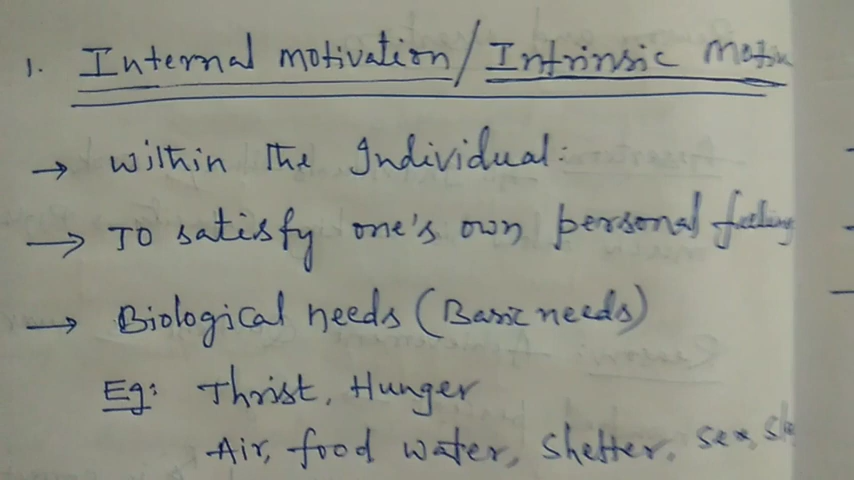 1. Internal motivation/Intrinsic
→ within the Individual:
→ To satisfy one's own personal feeling
→ Biological needs (Basic needs)
Eg: Thrist, Hunger
Air, food water, Shelter, Sex,